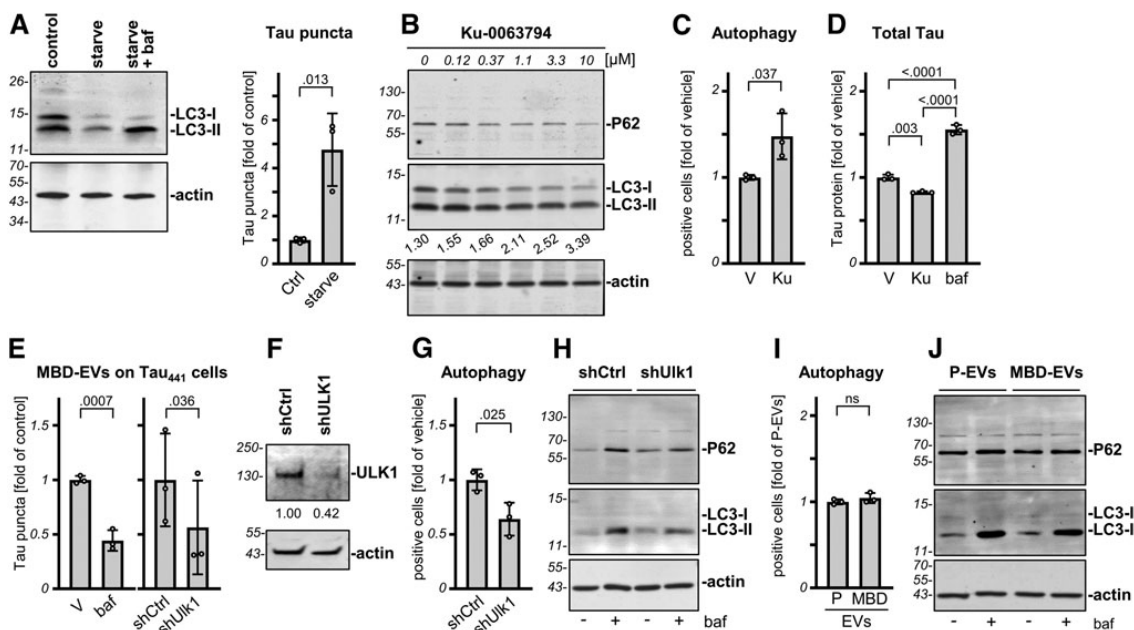 A
control
starve
starve
+ baf
26-
15-
11-
-LC3-I
-LC3-II
70-
55-
43-
34-
-actin
Tau puncta
Tau puncta [fold of control]
8
6
4
2
1
0
.013
Ctrl
starve
B
Ku-0063794
0 0.12 0.37 1.1 3.3 10 [µM]
130-
70-
55-
-P62
15-
11-
-LC3-I
-LC3-II
1.30 1.55 1.66 2.11 2.52 3.39
55-
43-
-actin
C
Autophagy
positive cells [fold of vehicle]
2
1
0
.037
V Ku
D
Total Tau
Tau protein [fold of vehicle]
2
1
0
<.0001
<.0001
.003
V Ku baf
E
MBD-EVs on Tau441 cells
Tau puncta [fold of control]
1.5
1
0.5
0
.0007
.036
V
baf
shCtrl
shUlk1
F
shCtrl
shULK1
250-
130-
-ULK1
1.00 0.42
55-
43-
-actin
G
Autophagy
positive cells [fold of vehicle]
1.5
1
0.5
0
.025
shCtrl
shUlk1
H
shCtrl shUlk1
130-
70-
55-
-P62
15-
11-
-LC3-I
-LC3-II
55-
43-
-actin
- + - + baf
I
Autophagy
positive cells [fold of P-EVs]
2
1
0
ns
P MBD
EVs
J
P-EVs MBD-EVs
130-
70-
55-
-P62
15-
11-
-LC3-I
-LC3-I
70-
55-
43-
-actin
- + - + baf